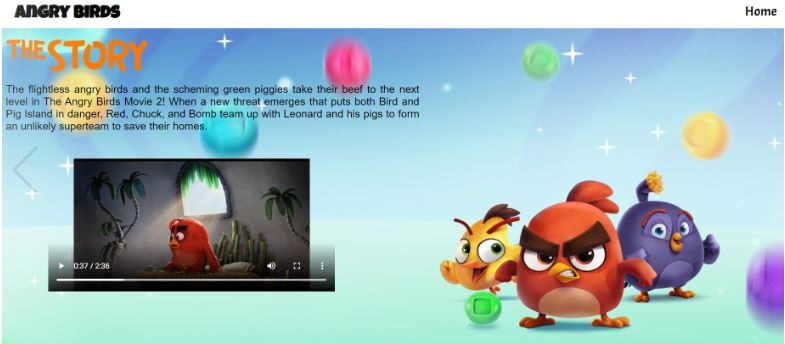 ANGRY BIRDS
Home
THE STORY
The flightless angry birds and the scheming green piggies take their beef to the next
level in The Angry Birds Movie 2! When a new threat emerges that puts both Bird and
Pig Island in danger, Red, Chuck, and Bomb team up with Leonard and his pigs to form
an unlikely superteam to save their homes.
0:37 / 2:36